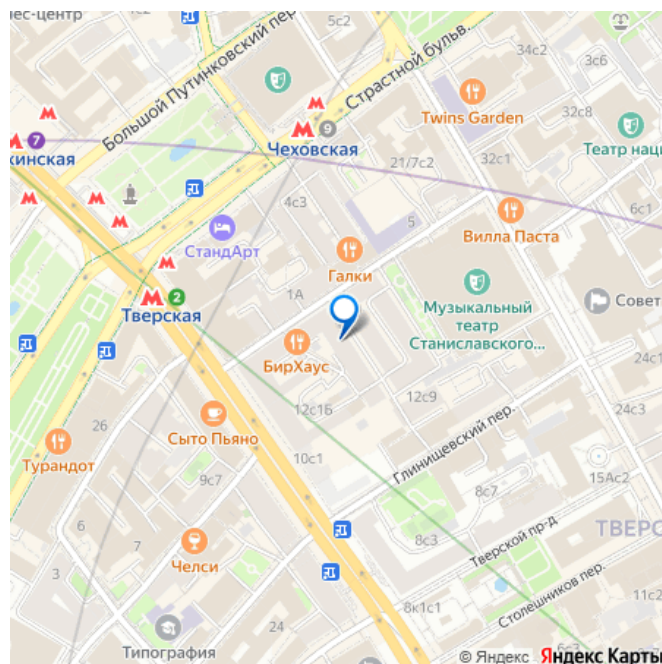 нес-центр
5с2
Большой Путинковский пер.
Страстной бульв.
34с2
3с6
Twins Garden
7
9
Чеховская
кинская
32с8
Театр наци
21/7с2
32с1
4с3
5
6с1
СтандАрт
Вилла Паста
Галки
1А
2
Тверская
Музыкальный
театр
Станиславского...
Совет
БирХаус
12с1Б
12с9
24с1
24с3
26
Сыто Пьяно
10с1
Глинищевский пер.
Турандот
9с7
15Ас2
8с7
6
7
8с3
ТВЕРС
Тверской пр-д
Челси
3
Столешников пер.
11с2
8к1с1
24
Типография
© Яндекс Яндекс Карты